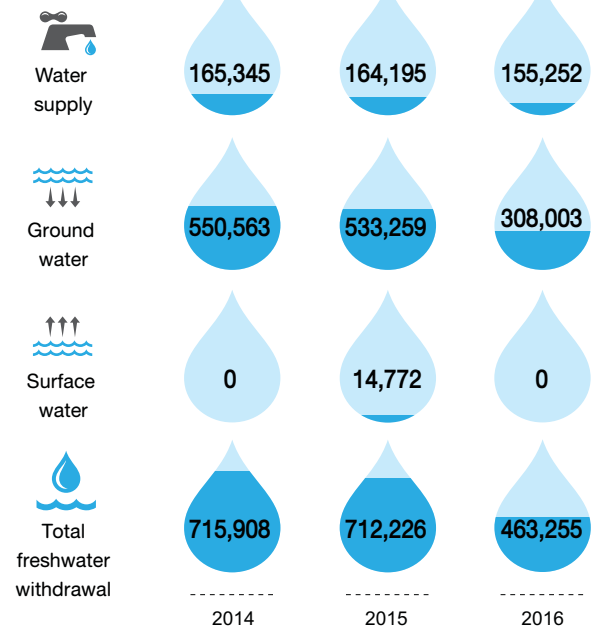 Water
supply
165,345
164,195
155,252
Ground
water
550,563
533,259
308,003
Surface
water
0
14,772
0
Total
freshwater
withdrawal
715,908
712,226
463,255
2014
2015
2016